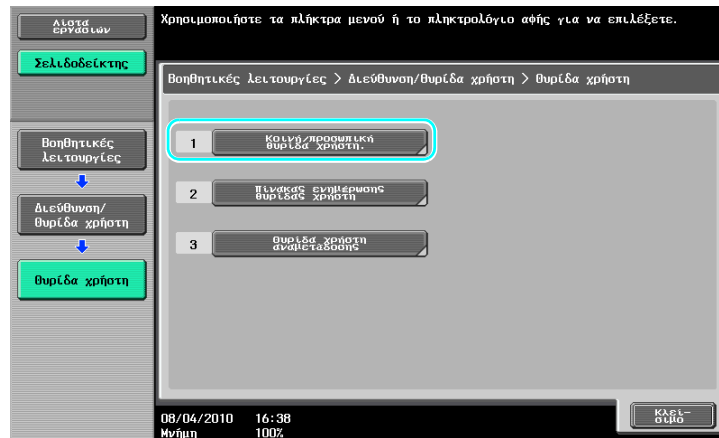 Λίστα
εργασιών
Χρησιμοποιήστε τα πλήκτρα μενού ή το πληκτρολόγιο αφής για να επιλέξετε.
Σελιδοδείκτης
Βοηθητικές λειτουργίες > Διεύθυνση/Θυρίδα χρήστη > Θυρίδα χρήστη
Βοηθητικές
λειτουργίες
Διεύθυνση/
Θυρίδα χρήστη
Θυρίδα χρήστη
1 Κοινή/προσωπική
θυρίδα χρήστη.
2 Πίνακας ενημέρωσης
θυρίδας χρήστη
3 Θυρίδα χρήστη
αναμετάδοσης
08/04/2010 16:38
Μνήμη 100%
Κλεί-
σιμο